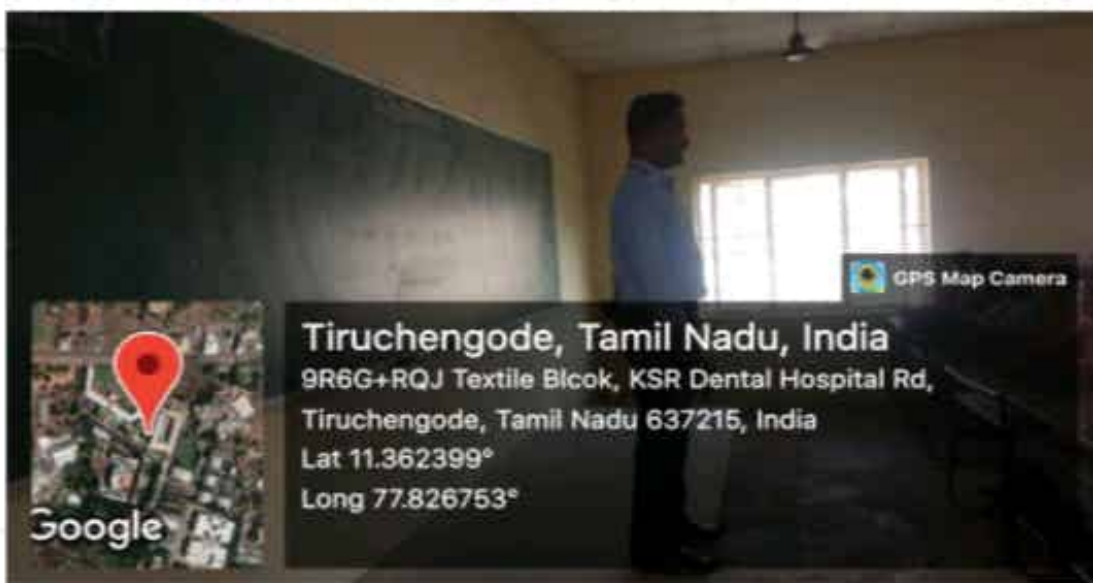 GPS Map Camera
Tiruchengode, Tamil Nadu, India
9R6G+RQJ Textile Blcok, KSR Dental Hospital Rd,
Tiruchengode, Tamil Nadu 637215, India
Lat 11.362399°
Long 77.826753°
Google